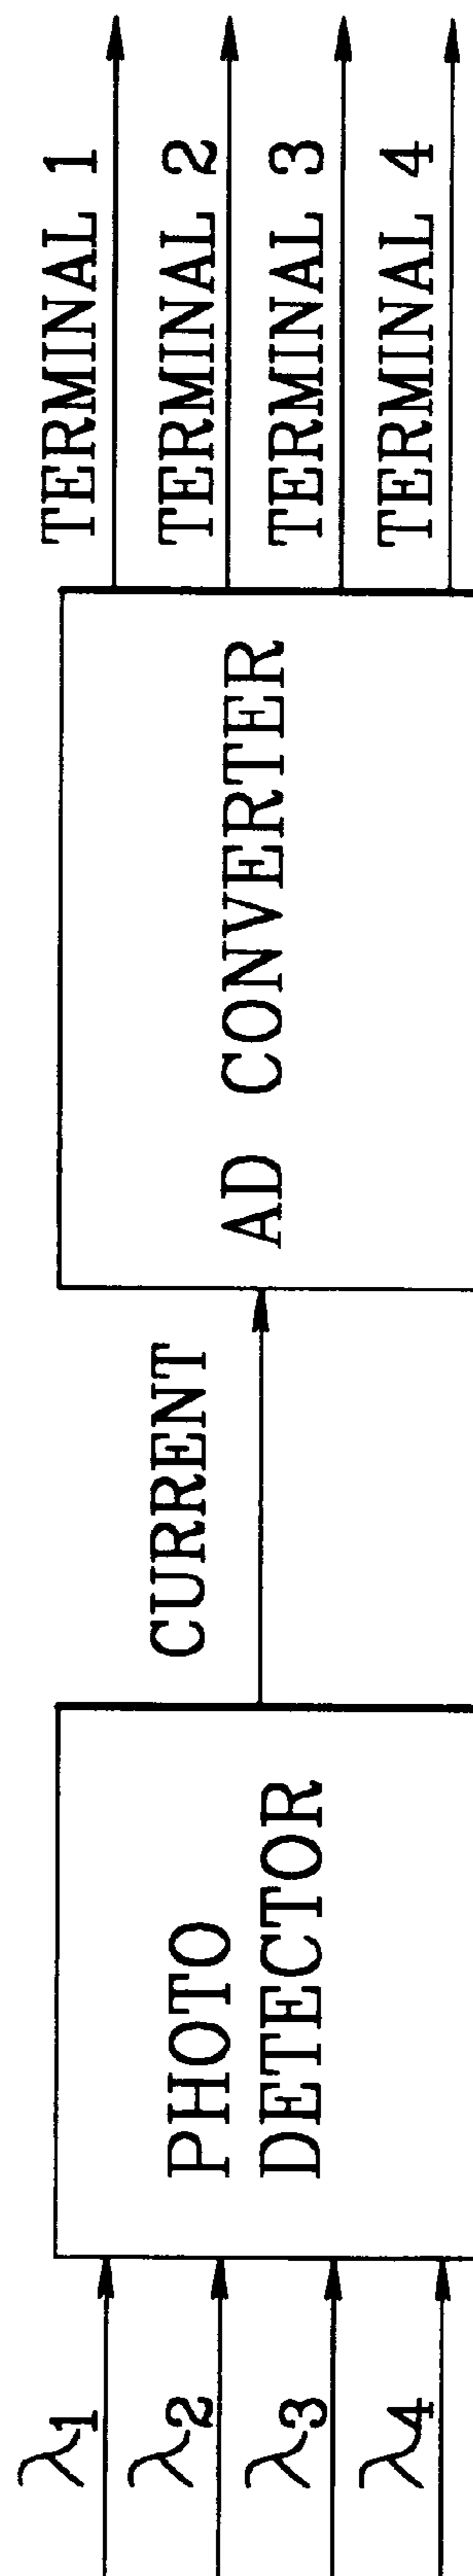 λ1
λ2
λ3
λ4
PHOTO
DETECTOR
CURRENT
AD CONVERTER
TERMINAL 1
TERMINAL 2
TERMINAL 3
TERMINAL 4